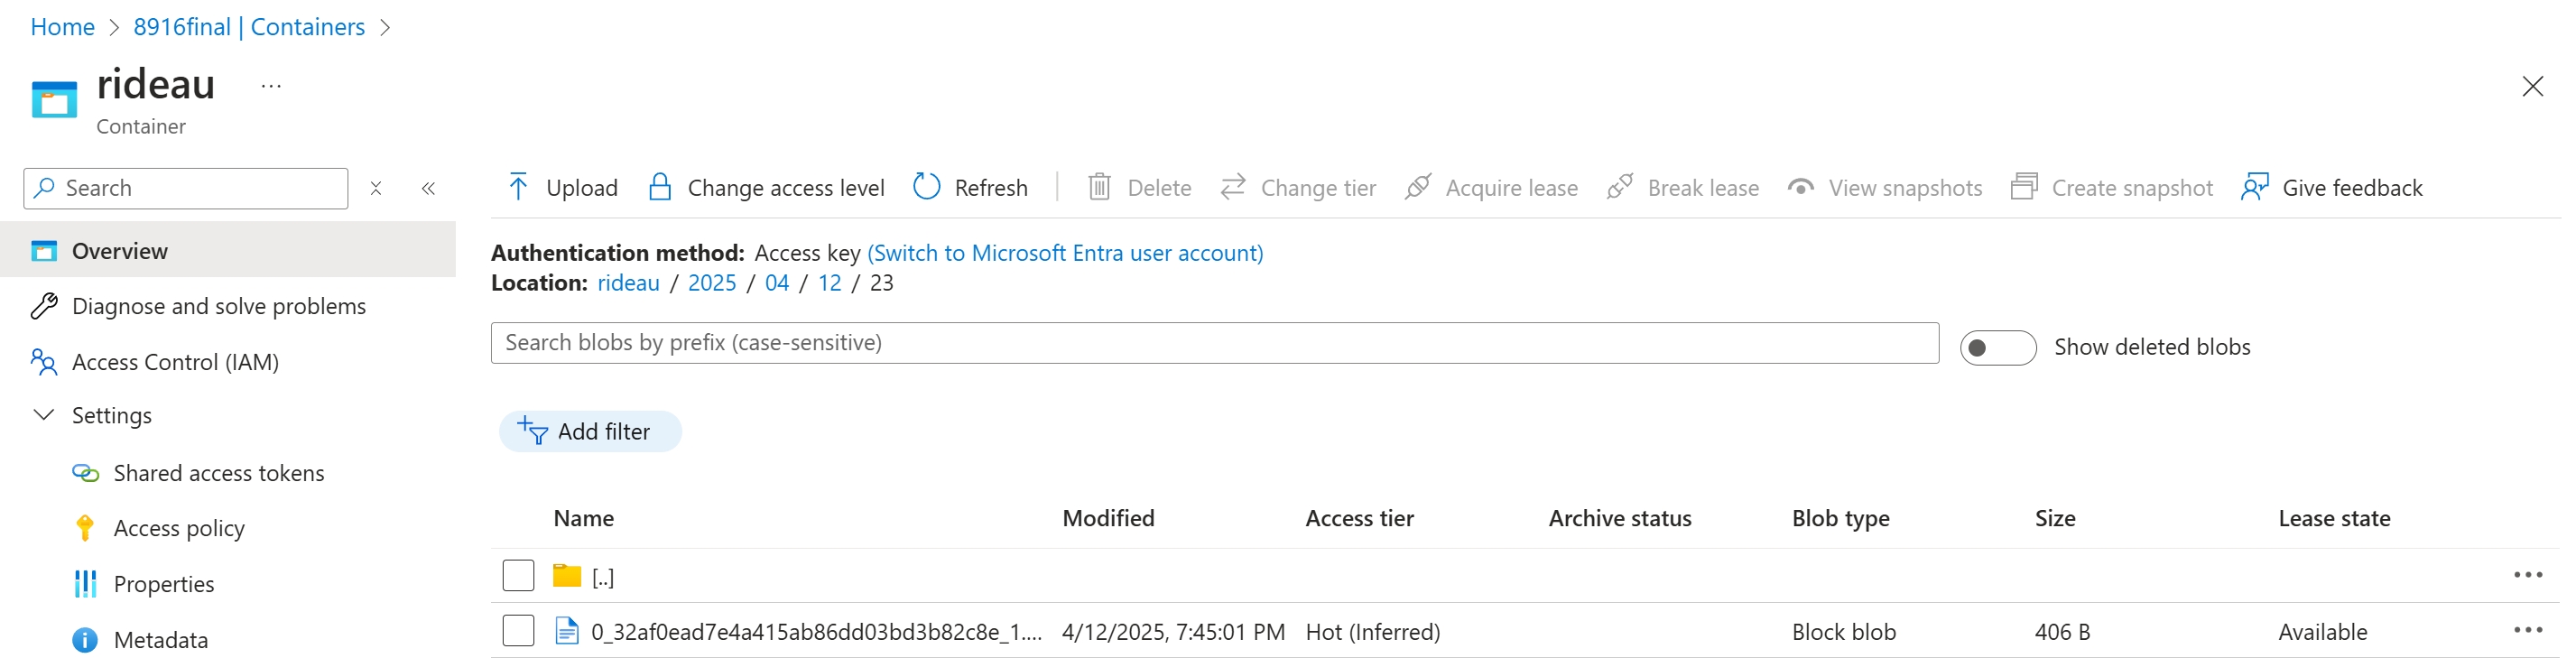 Home > 8916final | Containers >
rideau ...
Container
Search
Overview
Diagnose and solve problems
Access Control (IAM)
Settings
Shared access tokens
Access policy
Properties
Metadata
Upload Change access level Refresh Delete Change tier Acquire lease Break lease View snapshots Create snapshot Give feedback
Authentication method: Access key (Switch to Microsoft Entra user account)
Location: rideau / 2025 / 04 / 12 / 23
Search blobs by prefix (case-sensitive) Show deleted blobs
Add filter
Name Modified Access tier Archive status Blob type Size Lease state
[..]
0_32af0ead7e4a415ab86dd03bd3b82c8e_1.... 4/12/2025, 7:45:01 PM Hot (Inferred) Block blob 406 B Available